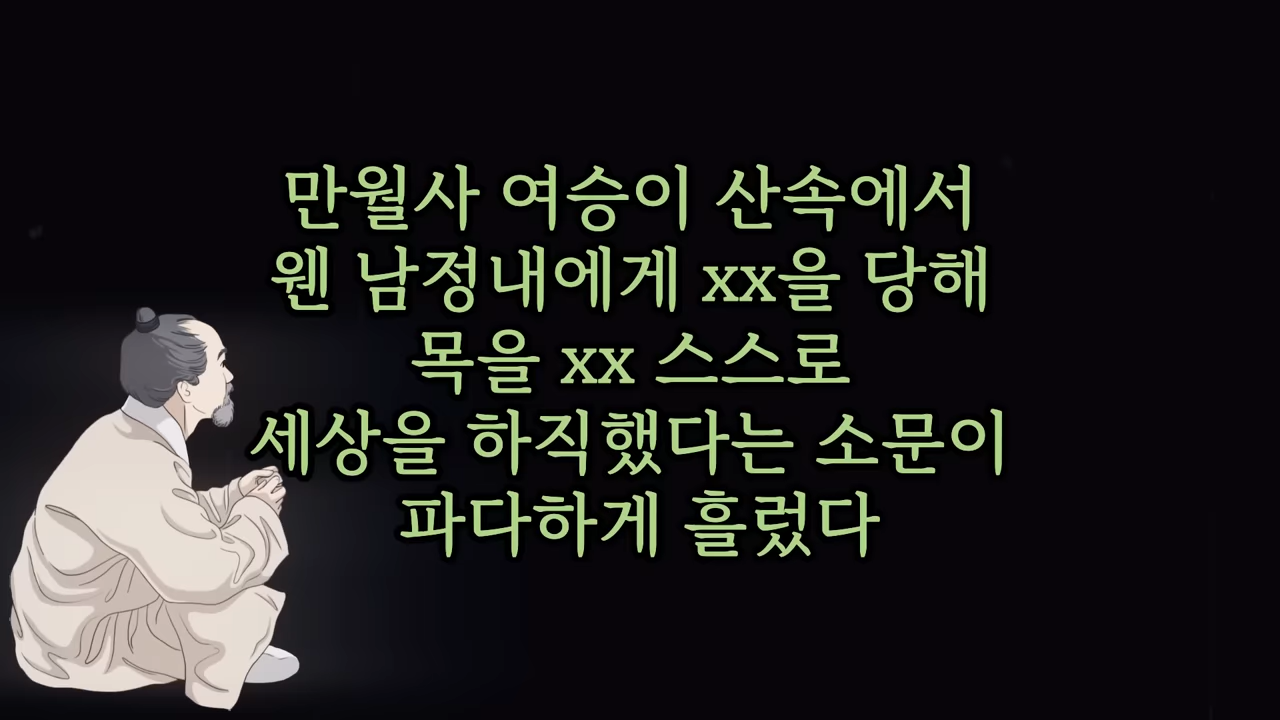 만월사 여승이 산속에서
웬 남정내에게 xx을 당해
목을 xx 스스로
세상을 하직했다는 소문이
파다하게 흘렀다